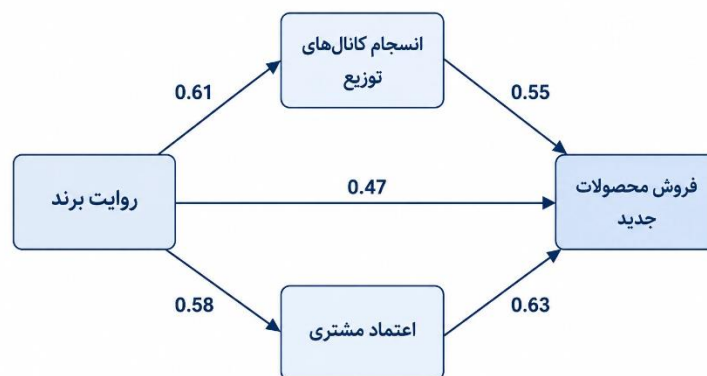 انسجام کانال‌های
توزیع
0.61
0.55
روایت برند
0.47
فروش محصولات
جدید
0.58
اعتماد مشتری
0.63